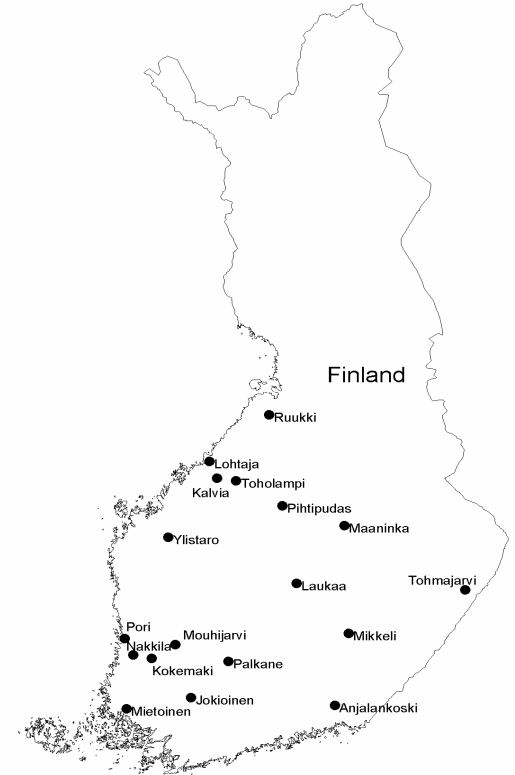 Finland
Ruukki
Lohtaja
Kalvia
Toholampi
Pihtipudas
Maaninka
Ylistaro
Laukaa
Tohmajarvi
Pori
Nakkila
Mouhijarvi
Mikkeli
Kokemaki
Palkane
Jokioinen
Mietoinen
Anjalankoski